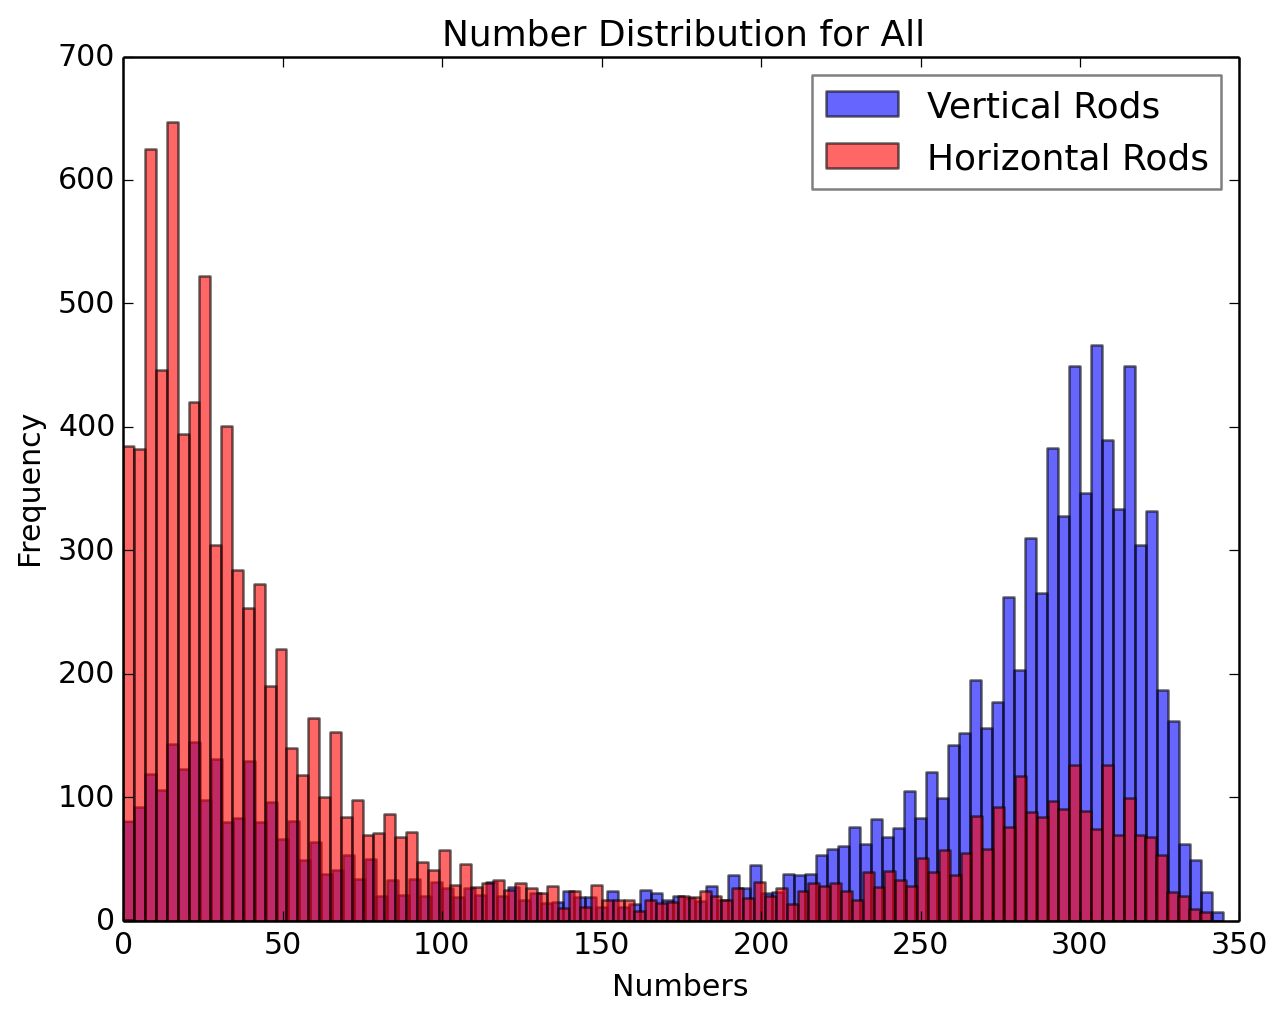 Number Distribution for All
Vertical Rods
Horizontal Rods
700
600
500
400
300
200
100
0
Frequency
0 50 100 150 200 250 300 350
Numbers